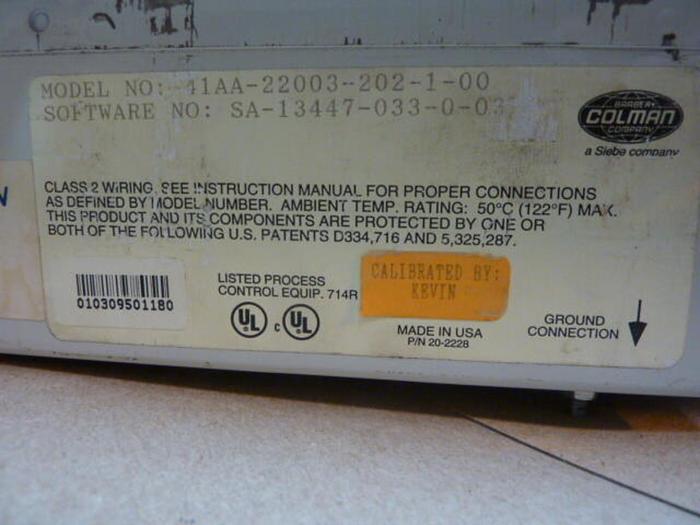 MODEL NO: 41AA-22003-202-1-00
SOFTWARE NO: SA-13447-033-0-03
BARBER-
COLMAN
COMPANY
a Siebe company
CLASS 2 WIRING. SEE INSTRUCTION MANUAL FOR PROPER CONNECTIONS
AS DEFINED BY MODEL NUMBER. AMBIENT TEMP. RATING: 50°C (122°F) MAX.
THIS PRODUCT AND ITS COMPONENTS ARE PROTECTED BY ONE OR
BOTH OF THE FOLLOWING U.S. PATENTS D334,716 AND 5,325,287.
010309501180
LISTED PROCESS
CONTROL EQUIP. 714R
UL c UL
CALIBRATED BY:
KEVIN
MADE IN USA
P/N 20-2228
GROUND
CONNECTION